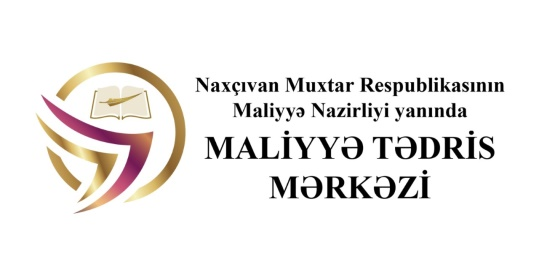 Naxçıvan Muxtar Respublikasının
Maliyyə Nazirliyi yanında
MALİYYƏ TƏDRİS
MƏRKƏZİ